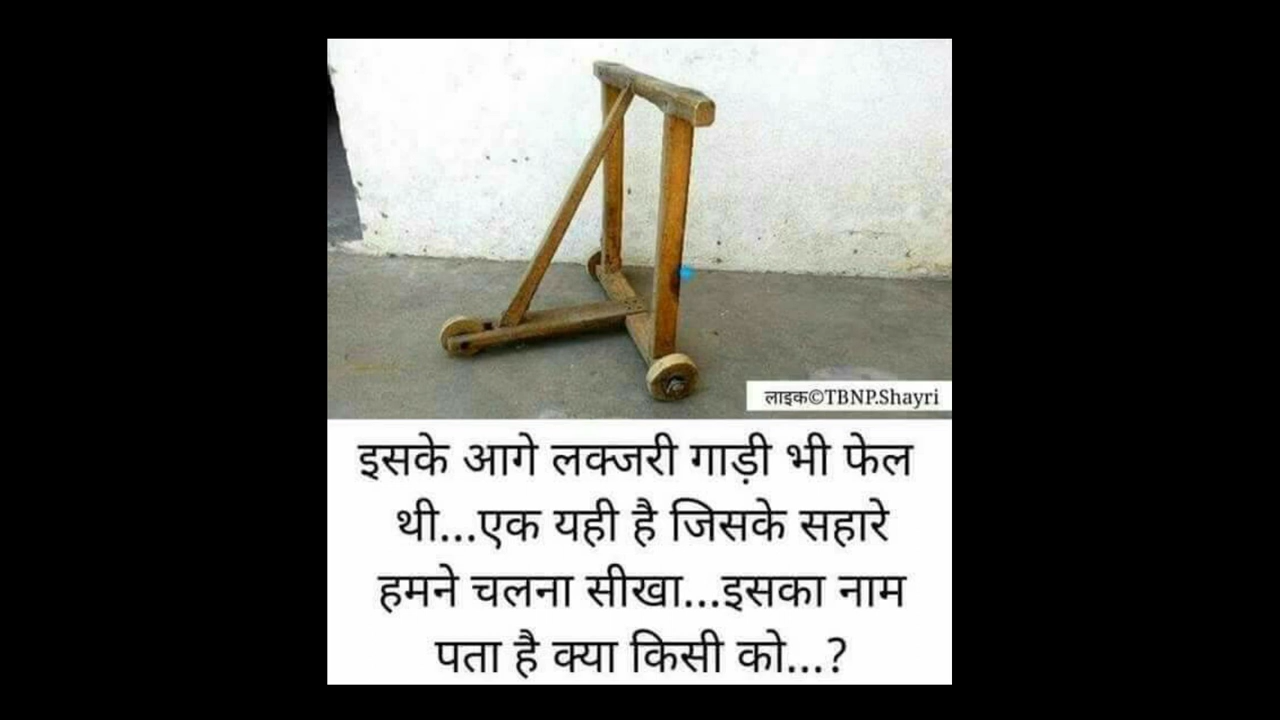 लाइक©TBNP.Shayri
इसके आगे लक्जरी गाड़ी भी फेल
थी...एक यही है जिसके सहारे
हमने चलना सीखा...इसका नाम
पता है क्या किसी को...?